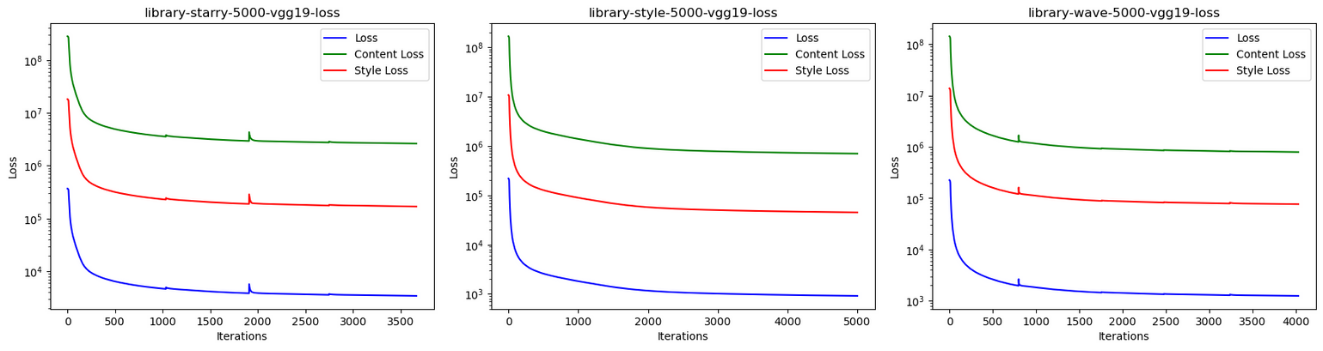 library-starry-5000-vgg19-loss
Loss
Content Loss
Style Loss
10^8
10^7
10^6
10^5
10^4
Loss
0 500 1000 1500 2000 2500 3000 3500
Iterations
library-style-5000-vgg19-loss
Loss
Content Loss
Style Loss
10^8
10^7
10^6
10^5
10^4
10^3
Loss
0 1000 2000 3000 4000 5000
Iterations
library-wave-5000-vgg19-loss
Loss
Content Loss
Style Loss
10^8
10^7
10^6
10^5
10^4
10^3
Loss
0 500 1000 1500 2000 2500 3000 3500 4000
Iterations